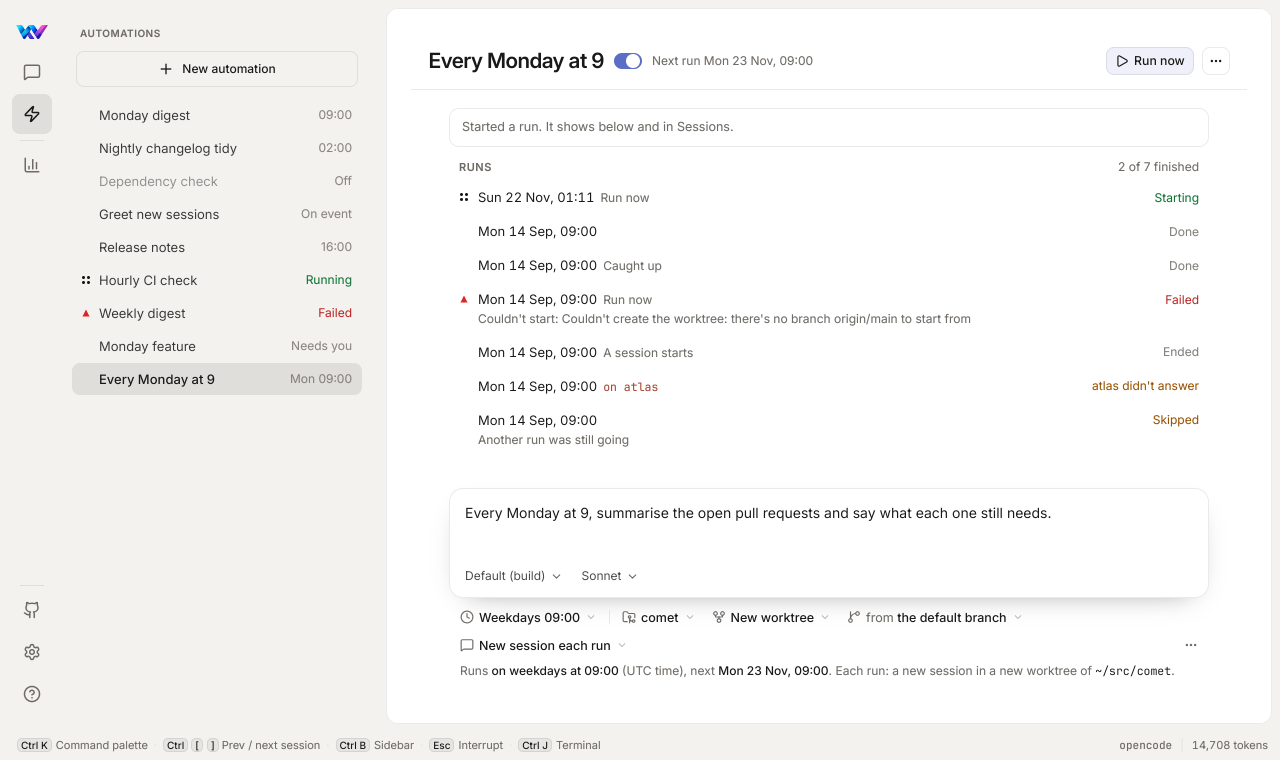 AUTOMATIONS
New automation
Monday digest 09:00
Nightly changelog tidy 02:00
Dependency check Off
Greet new sessions On event
Release notes 16:00
Hourly CI check Running
Weekly digest Failed
Monday feature Needs you
Every Monday at 9 Mon 09:00
Every Monday at 9 Next run Mon 23 Nov, 09:00 Run now
Started a run. It shows below and in Sessions.
RUNS 2 of 7 finished
Sun 22 Nov, 01:11 Run now Starting
Mon 14 Sep, 09:00 Done
Mon 14 Sep, 09:00 Caught up Done
Mon 14 Sep, 09:00 Run now Failed
Couldn't start: Couldn't create the worktree: there's no branch origin/main to start from
Mon 14 Sep, 09:00 A session starts Ended
Mon 14 Sep, 09:00 on atlas atlas didn't answer
Mon 14 Sep, 09:00 Skipped
Another run was still going
Every Monday at 9, summarise the open pull requests and say what each one still needs.
Default (build) Sonnet
Weekdays 09:00 comet New worktree from the default branch
New session each run
Runs on weekdays at 09:00 (UTC time), next Mon 23 Nov, 09:00. Each run: a new session in a new worktree of ~/src/comet.
Ctrl K Command palette Ctrl [ ] Prev / next session Ctrl B Sidebar Esc Interrupt Ctrl J Terminal opencode 14,708 tokens